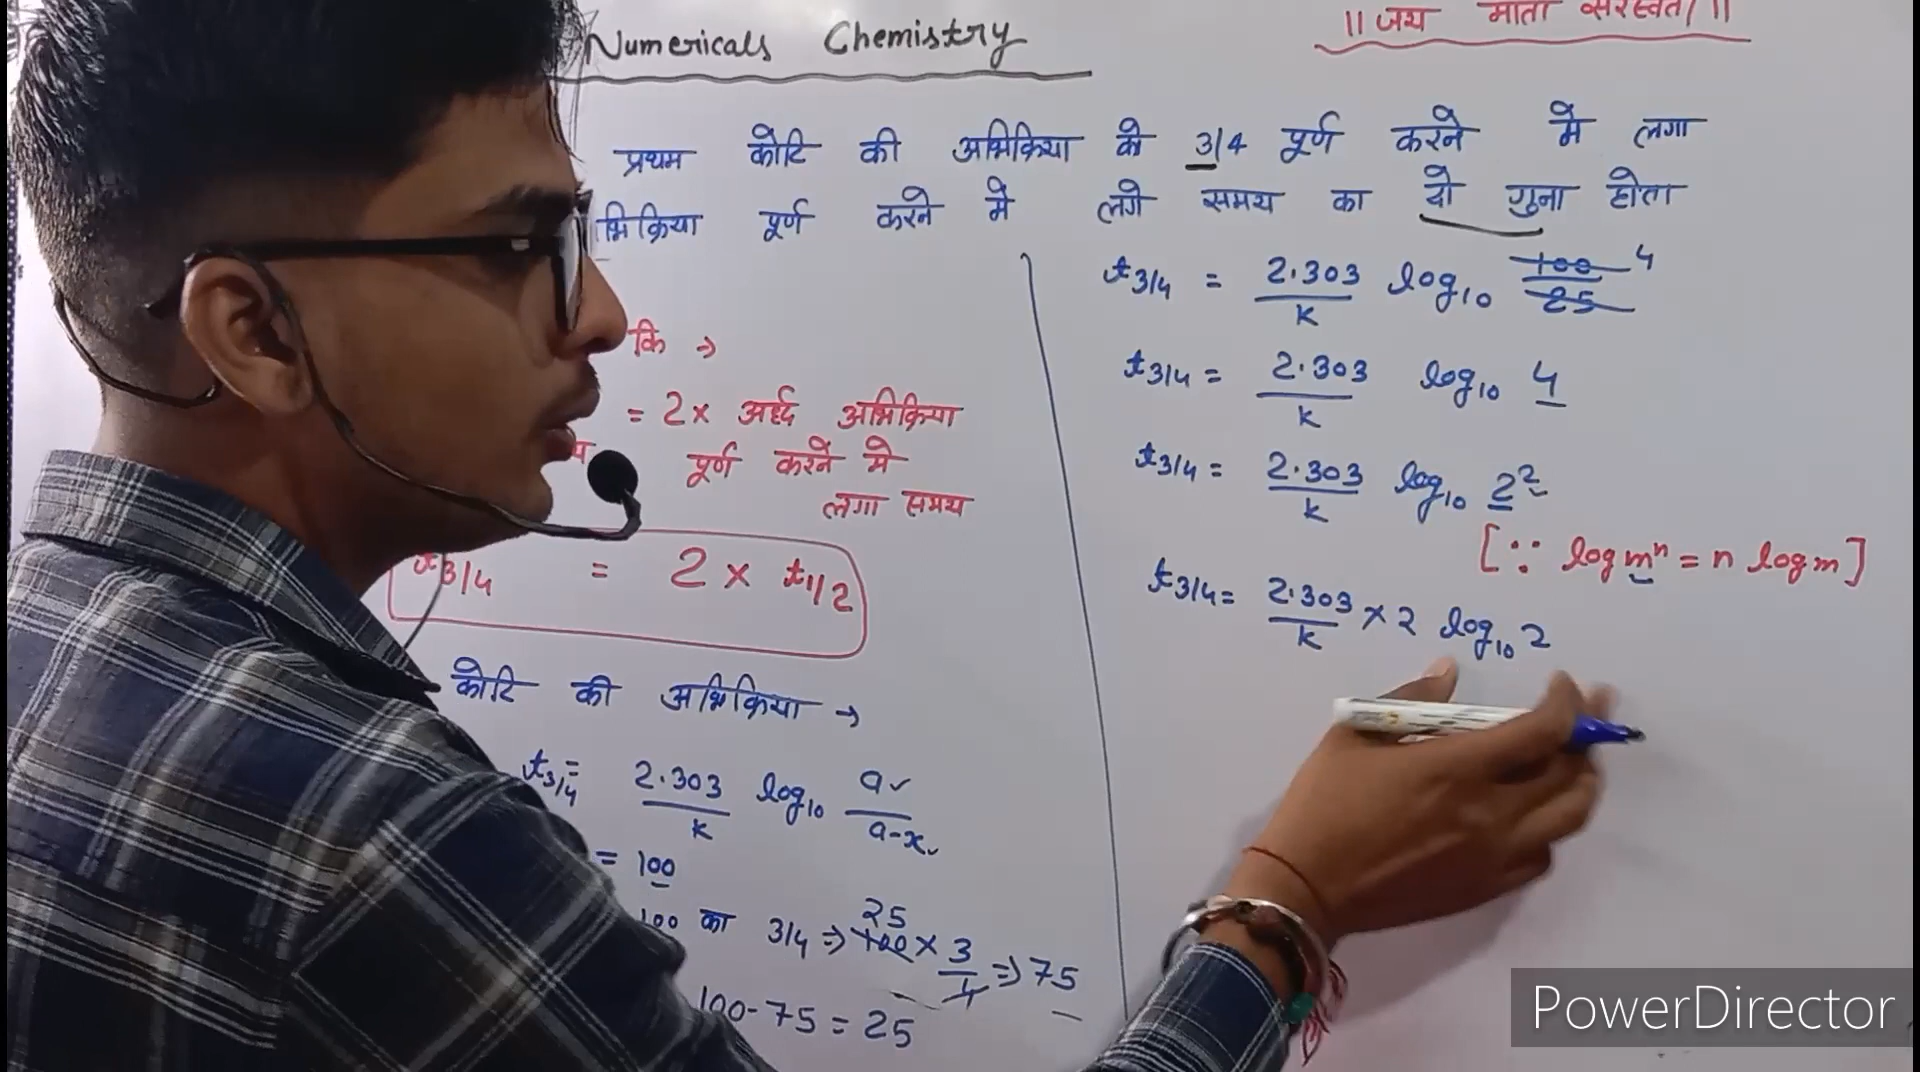 Numericals Chemistry
|| जय माता सरस्वती ||
प्रथम कोटि की अभिक्रिया के 3/4 पूर्ण करने मे लगा
भिक्रिया पूर्ण करने मे लगे समय का दो गुना होता
कि →
= 2 × अर्द्ध अभिक्रिया
पूर्ण करने मे
लगा समय
t3/4 = 2 × t1/2
कोटि की अभिक्रिया →
t3/4 = 2.303/K log10 a/a-x
= 100
100 का 3/4 ⇒ 100 25 × 3/4 ⇒ 75
100-75 = 25
t3/4 = 2.303/K log10 100/25 4
t3/4 = 2.303/K log10 4
t3/4 = 2.303/K log10 2²
[∵ log mⁿ = n log m]
t3/4 = 2.303/K × 2 log10 2
PowerDirector